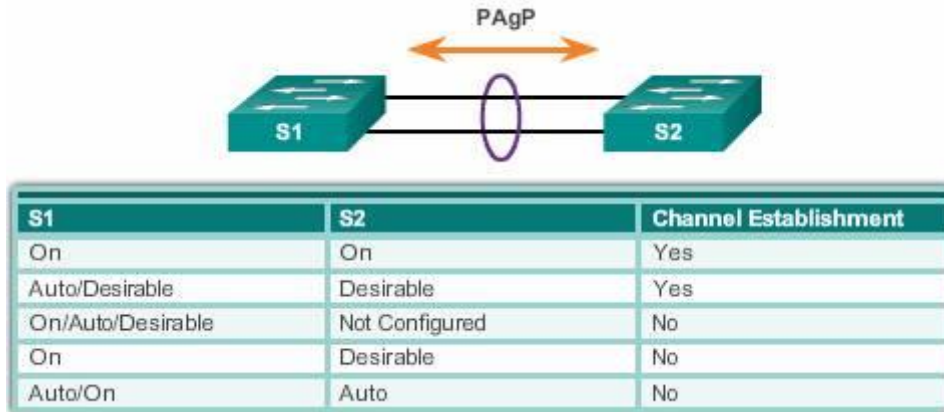 PAgP
S1
S2
S1 S2 Channel Establishment
On On Yes
Auto/Desirable Desirable Yes
On/Auto/Desirable Not Configured No
On Desirable No
Auto/On Auto No